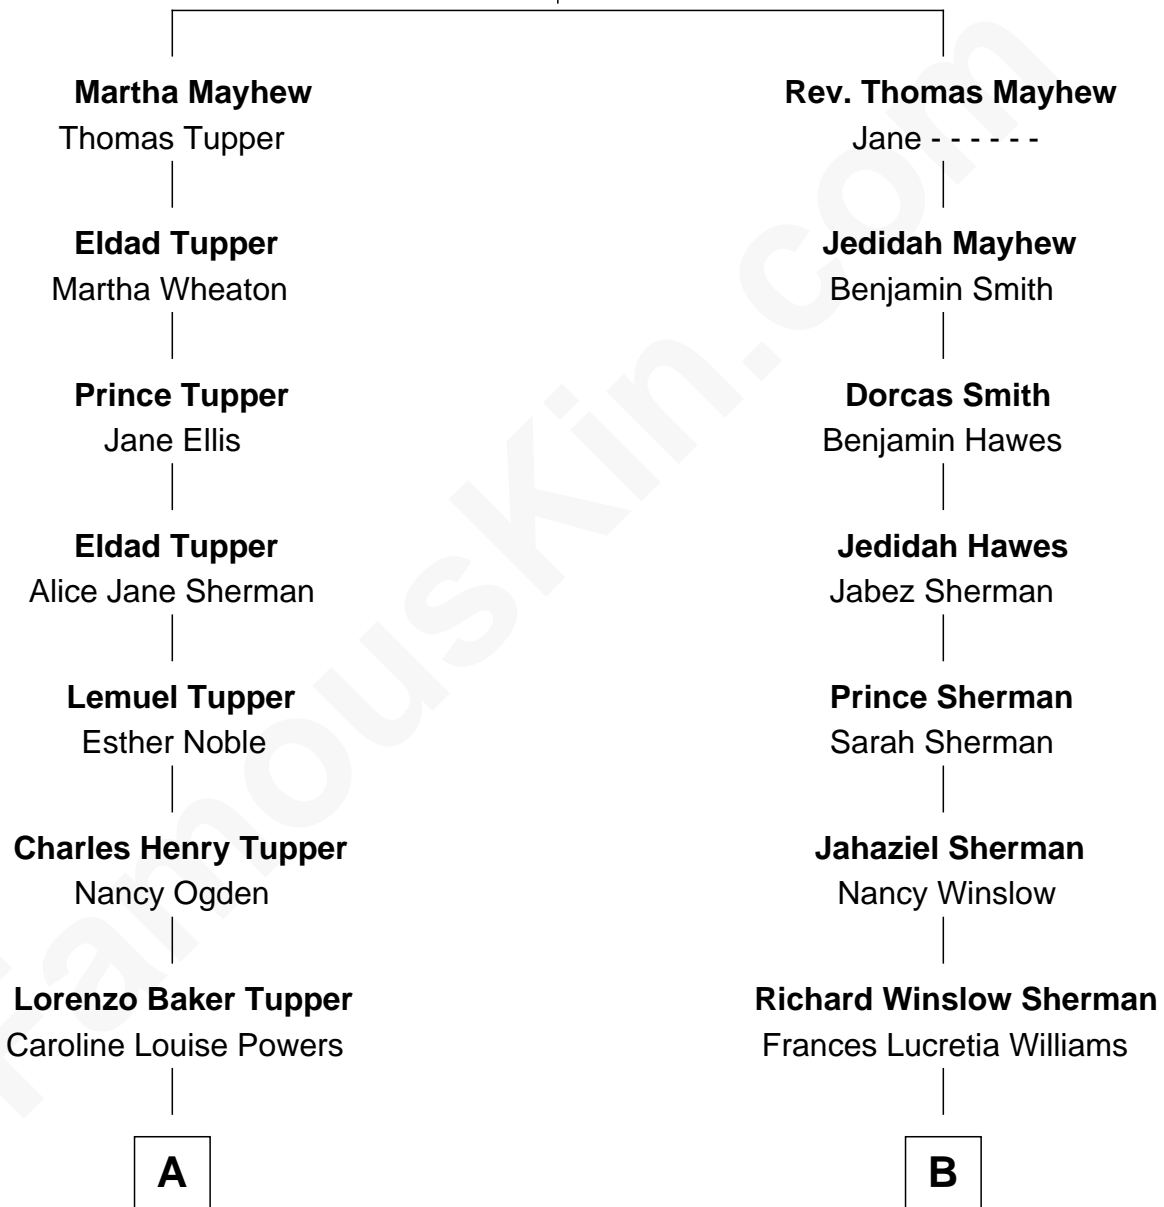 Martha Mayhew
Thomas Tupper
Eldad Tupper
Martha Wheaton
Prince Tupper
Jane Ellis
Eldad Tupper
Alice Jane Sherman
Lemuel Tupper
Esther Noble
Charles Henry Tupper
Nancy Ogden
Lorenzo Baker Tupper
Caroline Louise Powers
A
Rev. Thomas Mayhew
Jane - - - - - -
Jedidah Mayhew
Benjamin Smith
Dorcas Smith
Benjamin Hawes
Jedidah Hawes
Jabez Sherman
Prince Sherman
Sarah Sherman
Jahaziel Sherman
Nancy Winslow
Richard Winslow Sherman
Frances Lucretia Williams
B
FamousKin.com